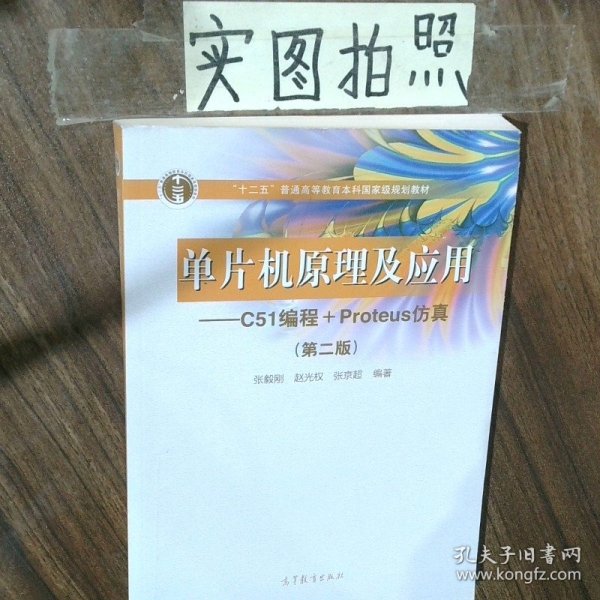 实图拍照
十二五
"十二五"普通高等教育本科国家级规划教材
单片机原理及应用
——C51编程+Proteus仿真
(第二版)
张毅刚 赵光权 张京超 编著
高等教育出版社
孔夫子旧书网
www.kongfz.com